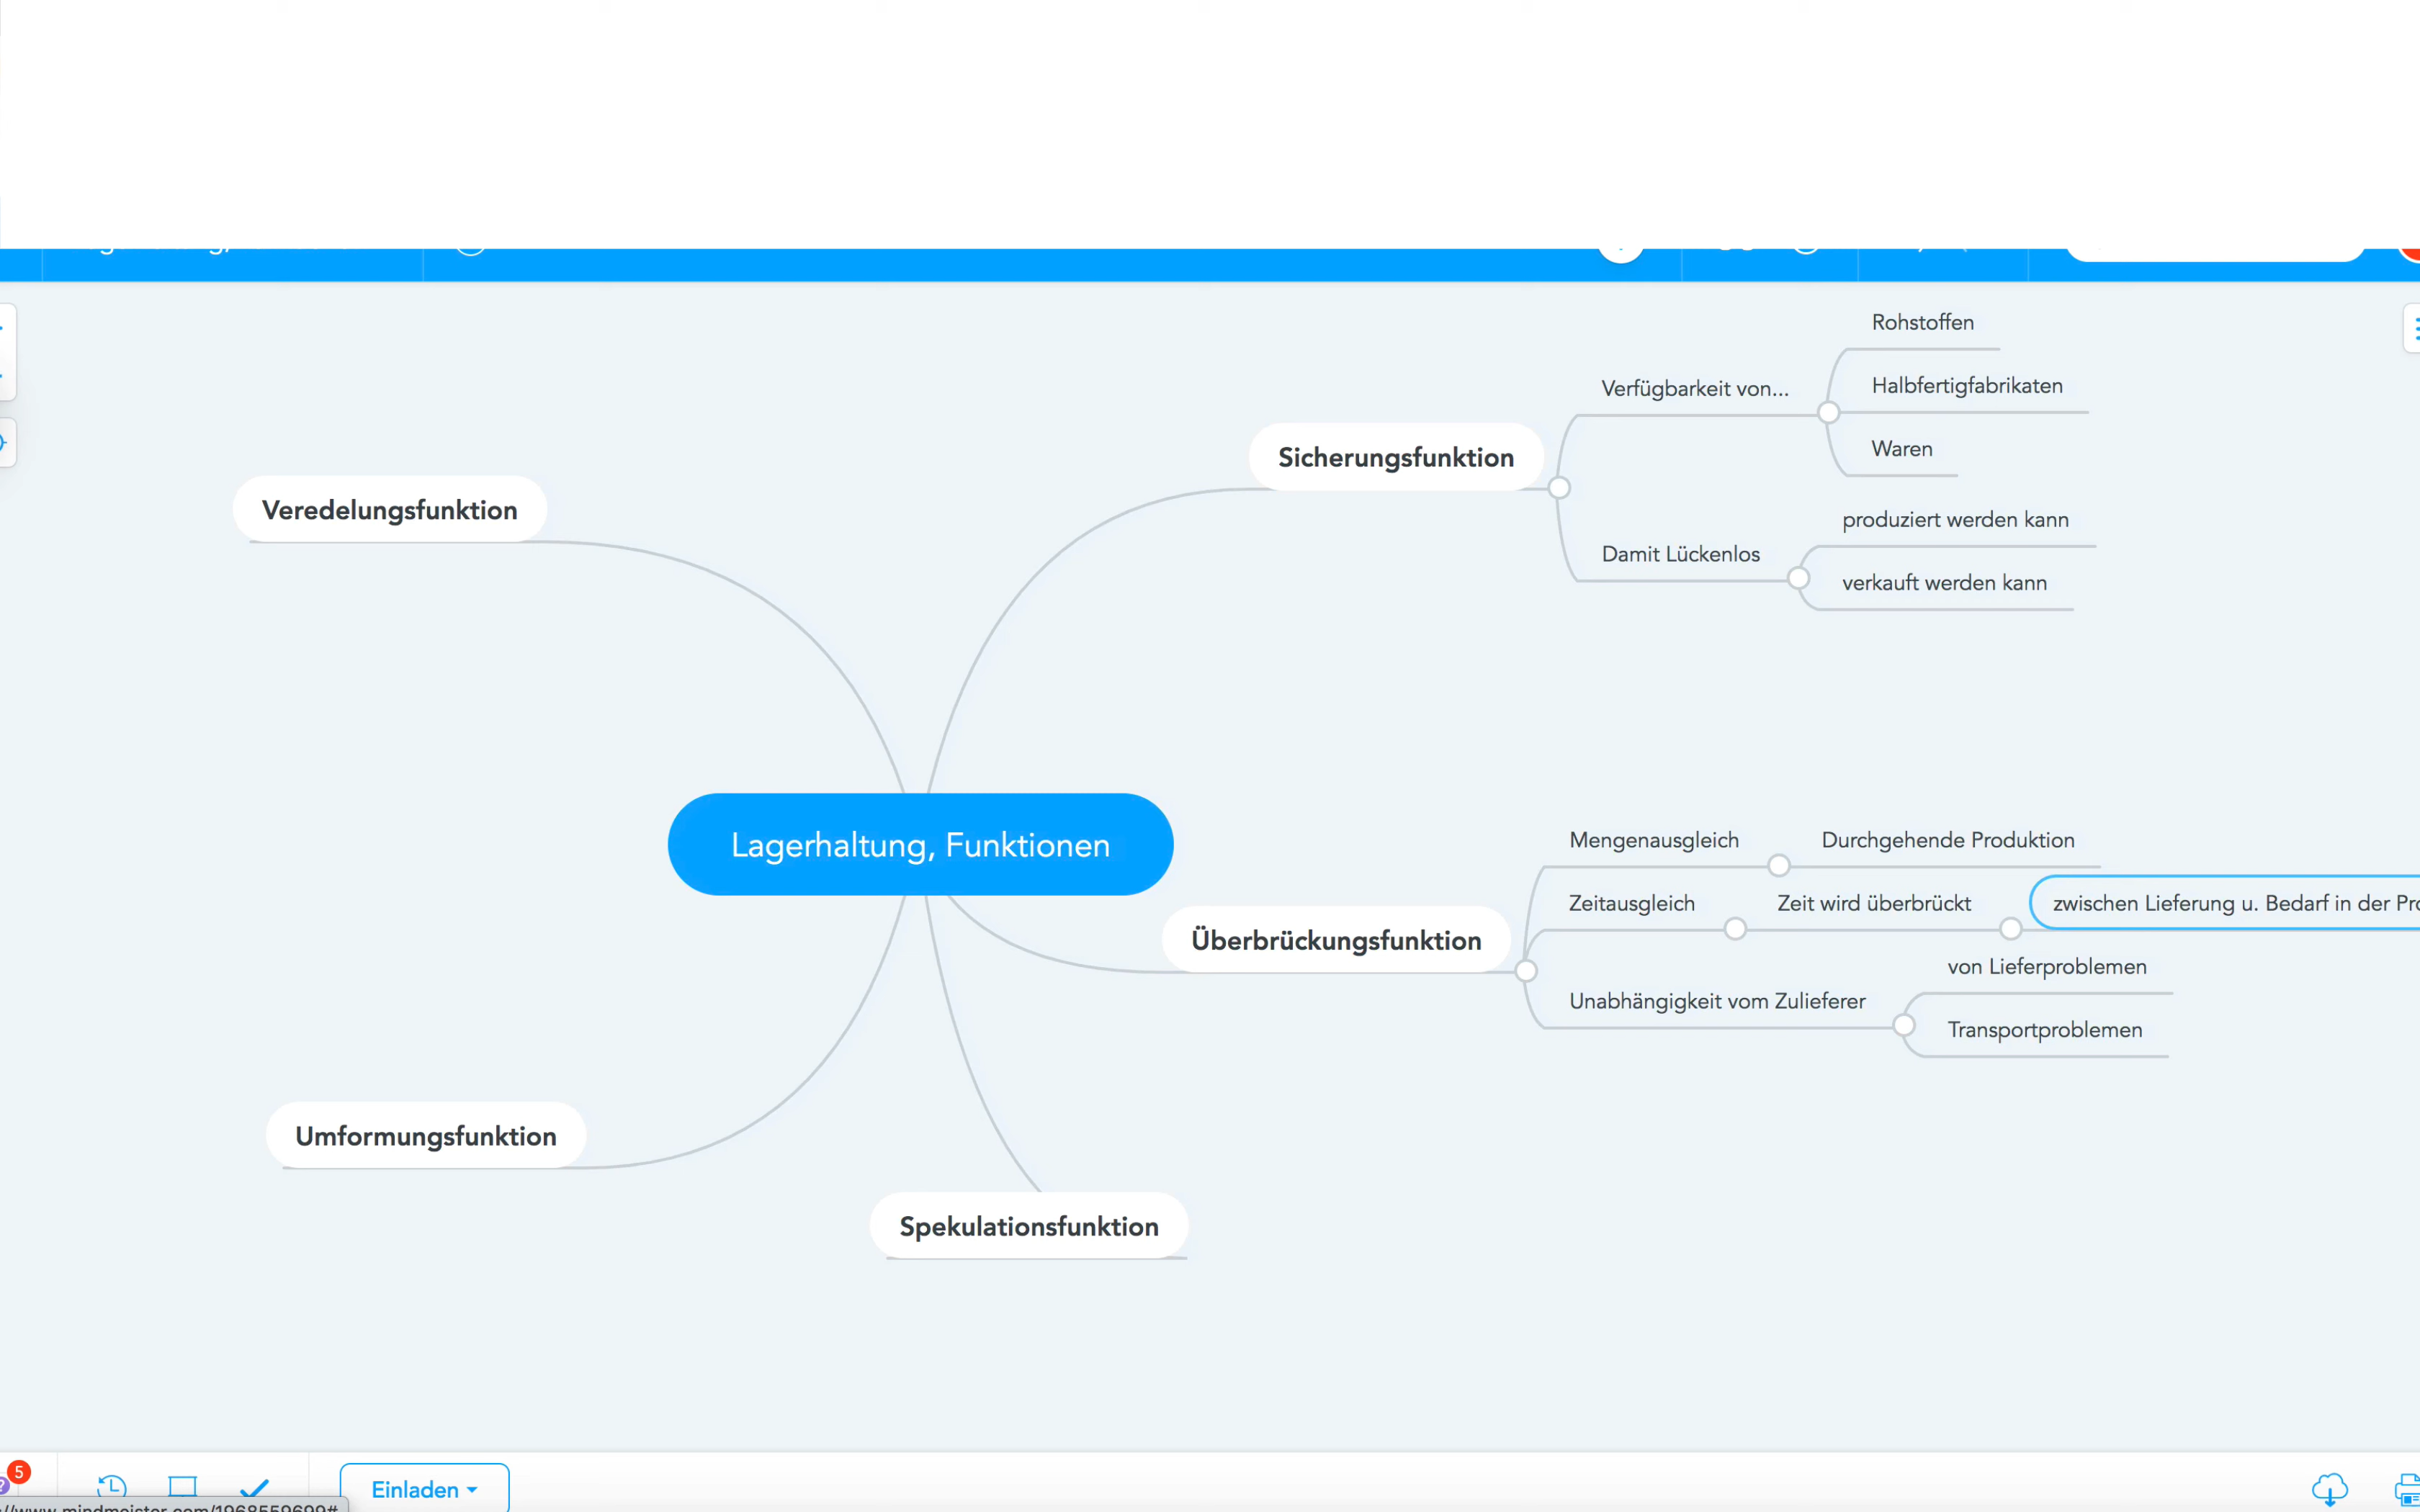 Rohstoffen
Verfügbarkeit von...
Halbfertigfabrikaten
Waren
Sicherungsfunktion
Damit Lückenlos
produziert werden kann
verkauft werden kann
Veredelungsfunktion
Lagerhaltung, Funktionen
Mengenausgleich
Durchgehende Produktion
Zeitausgleich
Zeit wird überbrückt
zwischen Lieferung u. Bedarf in der
Überbrückungsfunktion
Unabhängigkeit vom Zulieferer
von Lieferproblemen
Transportproblemen
Umformungsfunktion
Spekulationsfunktion
5
Einladen